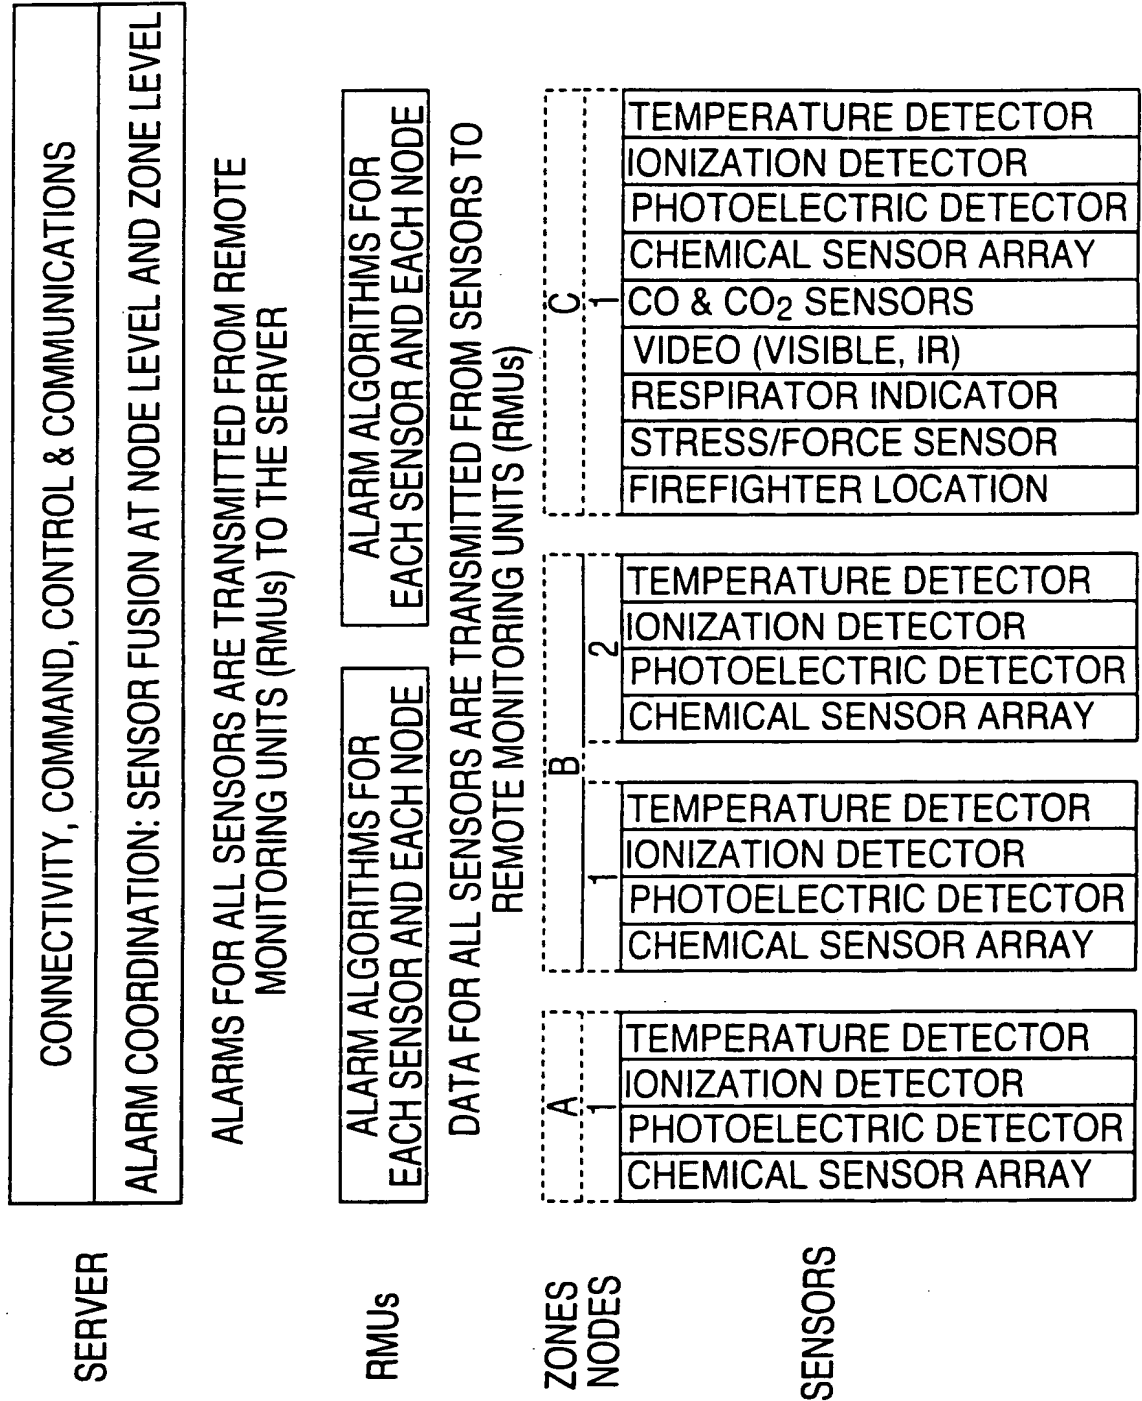 SERVER
CONNECTIVITY, COMMAND, CONTROL & COMMUNICATIONS
ALARM COORDINATION: SENSOR FUSION AT NODE LEVEL AND ZONE LEVEL
ALARMS FOR ALL SENSORS ARE TRANSMITTED FROM REMOTE
MONITORING UNITS (RMUs) TO THE SERVER
RMUs
ALARM ALGORITHMS FOR
EACH SENSOR AND EACH NODE
ALARM ALGORITHMS FOR
EACH SENSOR AND EACH NODE
DATA FOR ALL SENSORS ARE TRANSMITTED FROM SENSORS TO
REMOTE MONITORING UNITS (RMUs)
ZONES
A
B
C
NODES
1
1
2
1
SENSORS
CHEMICAL SENSOR ARRAY
PHOTOELECTRIC DETECTOR
IONIZATION DETECTOR
TEMPERATURE DETECTOR
CHEMICAL SENSOR ARRAY
PHOTOELECTRIC DETECTOR
IONIZATION DETECTOR
TEMPERATURE DETECTOR
CHEMICAL SENSOR ARRAY
PHOTOELECTRIC DETECTOR
IONIZATION DETECTOR
TEMPERATURE DETECTOR
FIREFIGHTER LOCATION
STRESS/FORCE SENSOR
RESPIRATOR INDICATOR
VIDEO (VISIBLE, IR)
CO & CO2 SENSORS
CHEMICAL SENSOR ARRAY
PHOTOELECTRIC DETECTOR
IONIZATION DETECTOR
TEMPERATURE DETECTOR